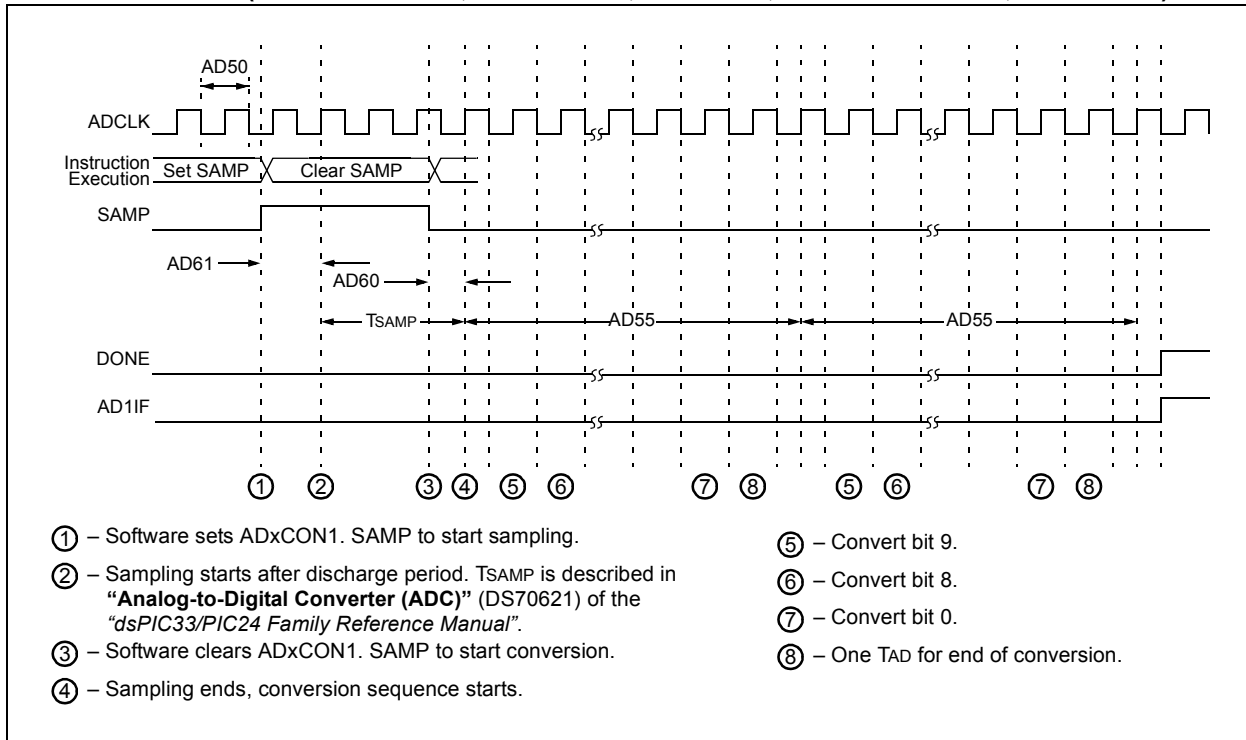 AD50
ADCLK
Instruction
Execution
Set SAMP
Clear SAMP
SAMP
AD61
AD60
TSAMP
AD55
AD55
DONE
AD1IF
1 2 3 4 5 6 7 8 5 6 7 8
1 – Software sets ADxCON1. SAMP to start sampling.
2 – Sampling starts after discharge period. TSAMP is described in
“Analog-to-Digital Converter (ADC)” (DS70621) of the
“dsPIC33/PIC24 Family Reference Manual”.
3 – Software clears ADxCON1. SAMP to start conversion.
4 – Sampling ends, conversion sequence starts.
5 – Convert bit 9.
6 – Convert bit 8.
7 – Convert bit 0.
8 – One TAD for end of conversion.